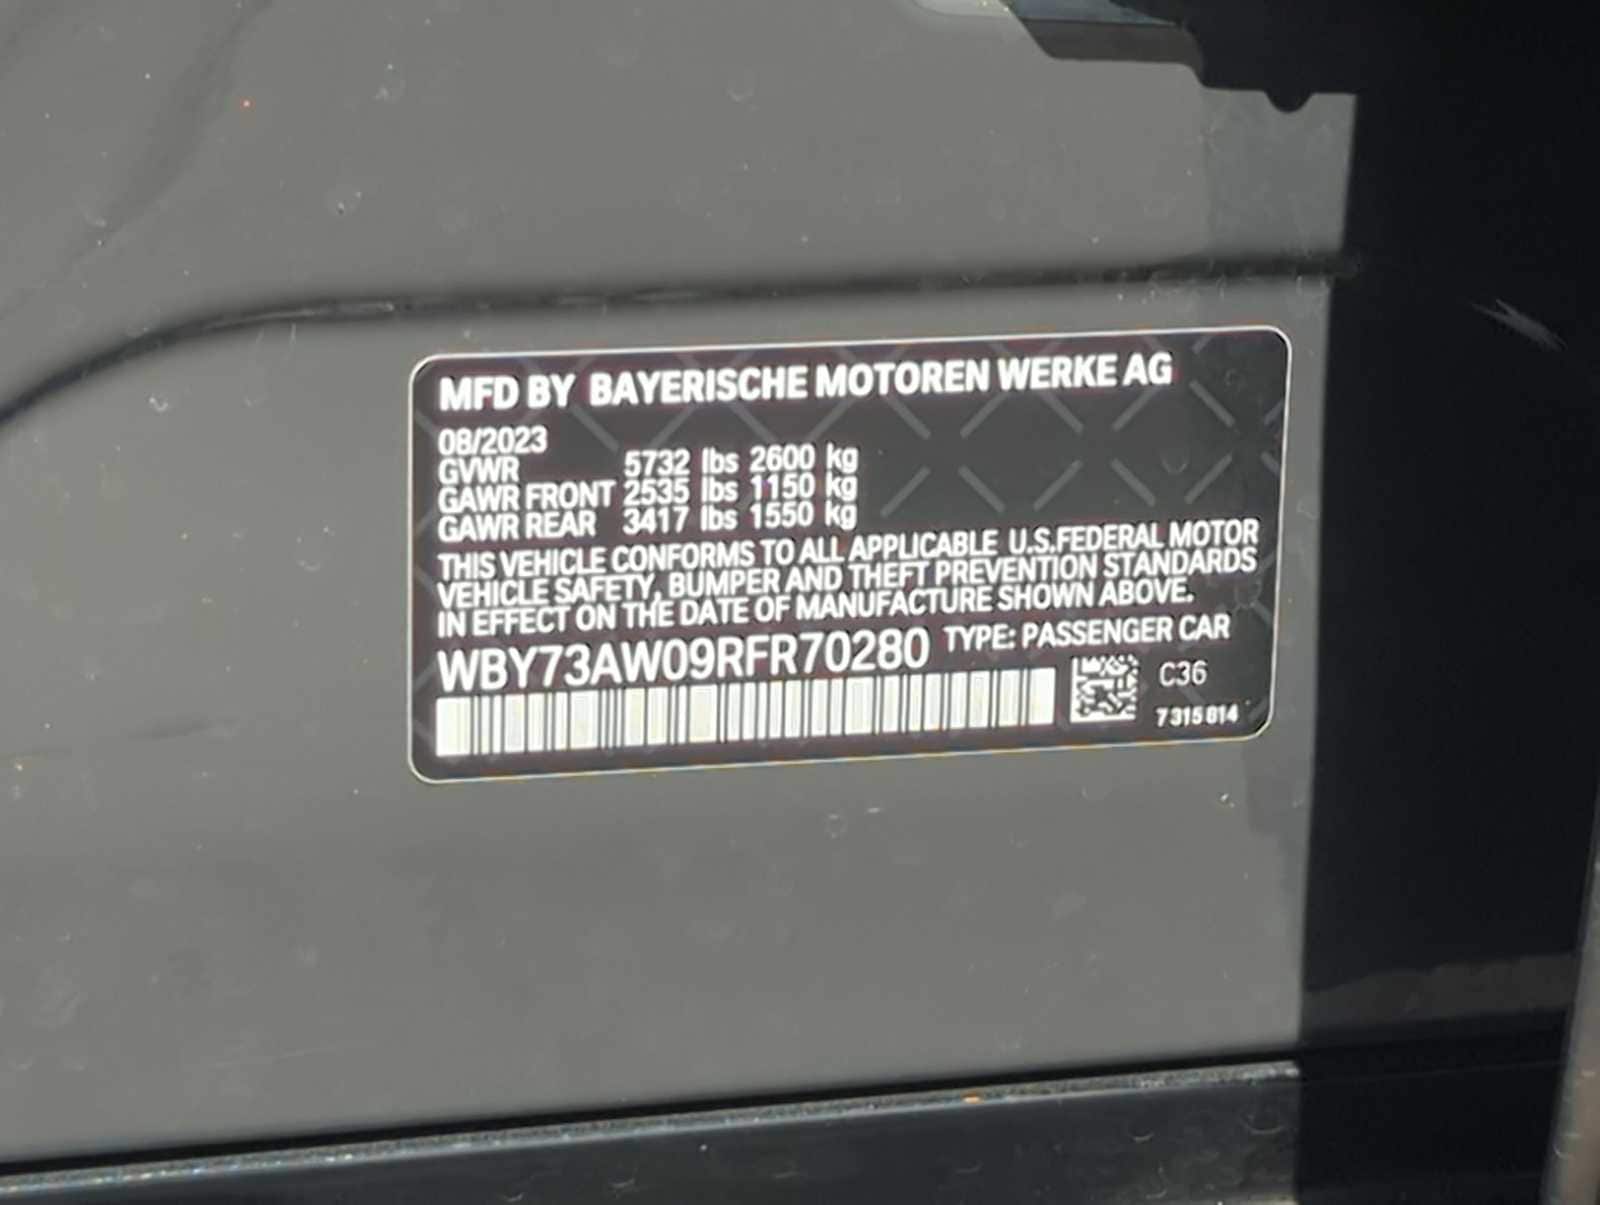 MFD BY BAYERISCHE MOTOREN WERKE AG
08/2023
GVWR 5732 lbs 2600 kg
GAWR FRONT 2535 lbs 1150 kg
GAWR REAR 3417 lbs 1550 kg
THIS VEHICLE CONFORMS TO ALL APPLICABLE U.S.FEDERAL MOTOR
VEHICLE SAFETY, BUMPER AND THEFT PREVENTION STANDARDS
IN EFFECT ON THE DATE OF MANUFACTURE SHOWN ABOVE.
WBY73AW09RFR70280 TYPE: PASSENGER CAR
C36
7 315 014